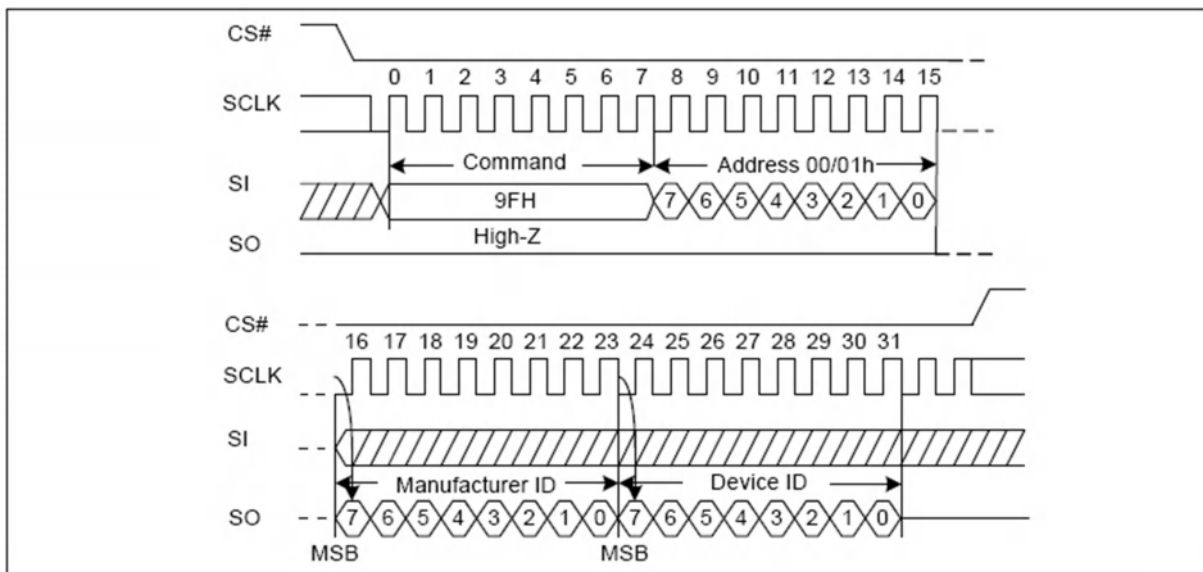 CS#
0 1 2 3 4 5 6 7 8 9 10 11 12 13 14 15
SCLK
Command Address 00/01h
SI 9FH 7 6 5 4 3 2 1 0
High-Z
SO
CS#
16 17 18 19 20 21 22 23 24 25 26 27 28 29 30 31
SCLK
SI
Manufacturer ID Device ID
SO 7 6 5 4 3 2 1 0 7 6 5 4 3 2 1 0
MSB MSB